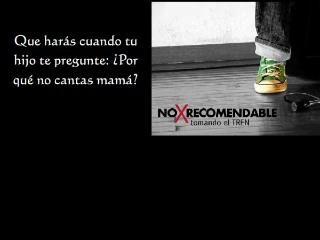 Que harás cuando tu
hijo te pregunte: ¿Por
qué no cantas mamá?
NOXRECOMENDABLE
tomando el TREN